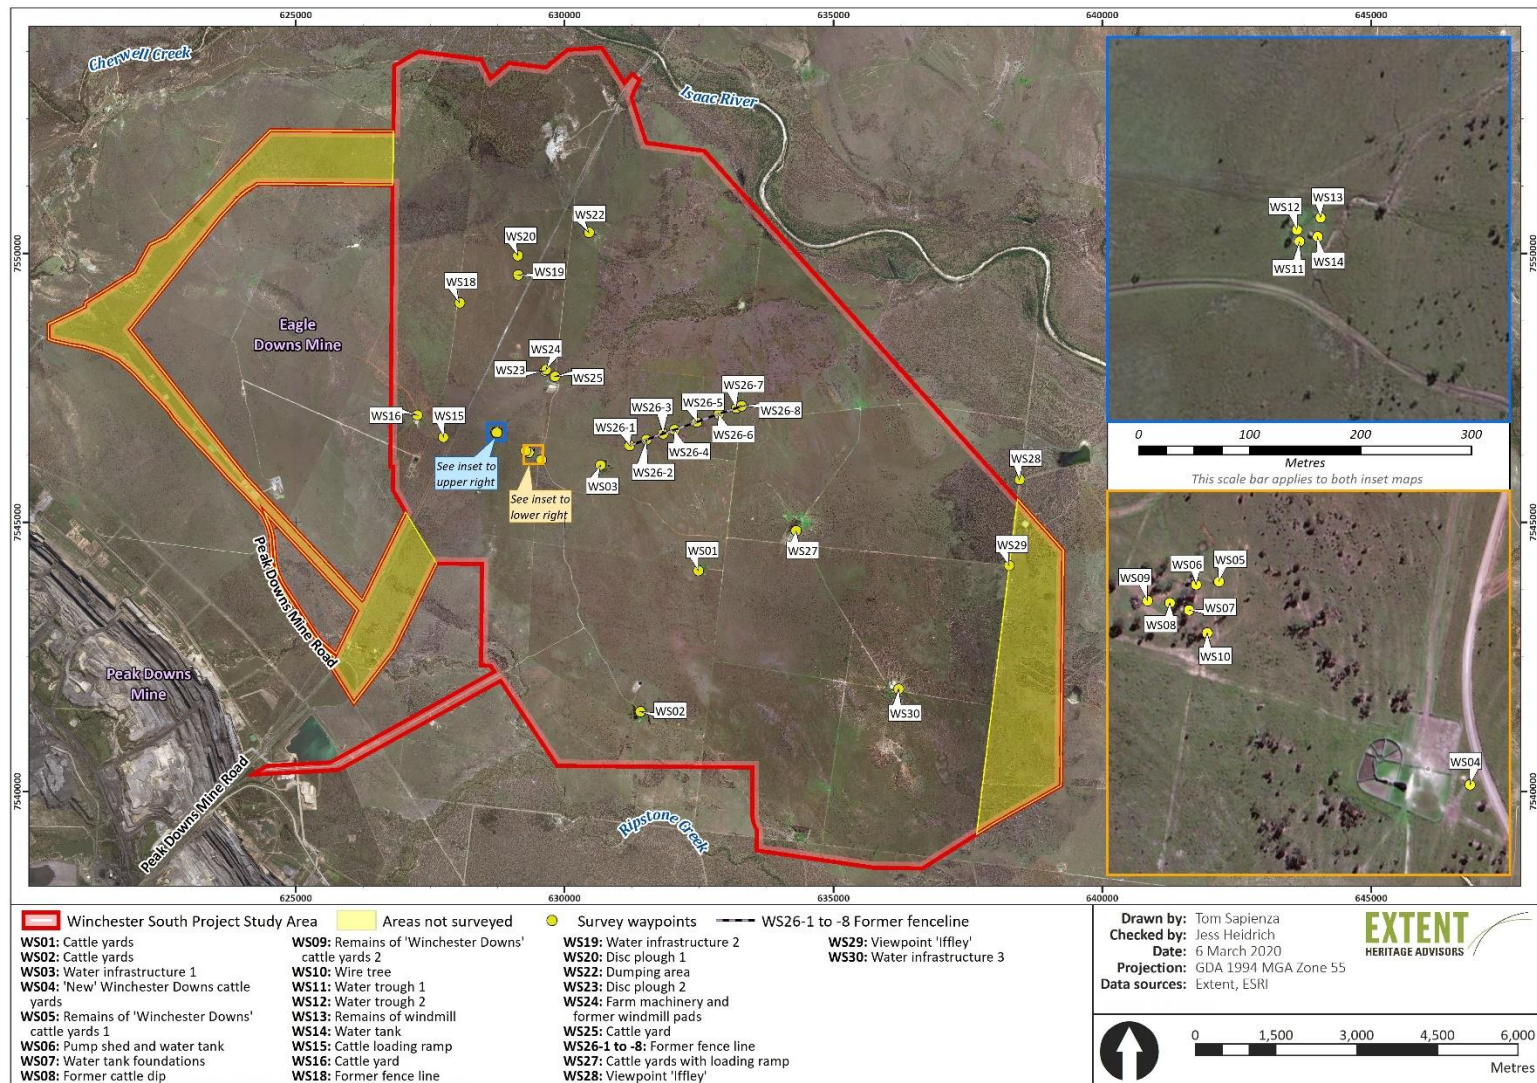 625000
630000
635000
640000
645000
Cherwell Creek
Isaac River
7550000
7550000
WS22
WS20
WS19
WS18
Eagle
Downs Mine
WS24
WS23
WS25
WS16
WS15
WS26-7
WS26-5
WS26-3
WS26-8
WS26-1
WS26-6
WS26-4
WS26-2
See inset to
upper right
See inset to
lower right
WS03
WS28
WS27
WS29
WS01
7545000
7545000
Peak Downs Mine Road
Peak Downs
Mine
WS02
WS30
7540000
7540000
Peak Downs Mine Road
Ripstone Creek
WS13
WS12
WS11
WS14
0
100
200
300
Metres
This scale bar applies to both inset maps
WS05
WS06
WS09
WS07
WS08
WS10
WS04
625000
630000
635000
640000
645000
Winchester South Project Study Area
Areas not surveyed
Survey waypoints
WS26-1 to -8 Former fenceline
WS01: Cattle yards
WS02: Cattle yards
WS03: Water infrastructure 1
WS04: 'New' Winchester Downs cattle
yards
WS05: Remains of 'Winchester Downs'
cattle yards 1
WS06: Pump shed and water tank
WS07: Water tank foundations
WS08: Former cattle dip
WS09: Remains of 'Winchester Downs'
cattle yards 2
WS10: Wire tree
WS11: Water trough 1
WS12: Water trough 2
WS13: Remains of windmill
WS14: Water tank
WS15: Cattle loading ramp
WS16: Cattle yard
WS18: Former fence line
WS19: Water infrastructure 2
WS20: Disc plough 1
WS22: Dumping area
WS23: Disc plough 2
WS24: Farm machinery and
former windmill pads
WS25: Cattle yard
WS26-1 to -8: Former fence line
WS27: Cattle yards with loading ramp
WS28: Viewpoint 'Iffley'
WS29: Viewpoint 'Iffley'
WS30: Water infrastructure 3
Drawn by: Tom Sapienza
Checked by: Jess Heidrich
Date: 6 March 2020
Projection: GDA 1994 MGA Zone 55
Data sources: Extent, ESRI
EXTENT
HERITAGE ADVISORS
0
1,500
3,000
4,500
6,000
Metres